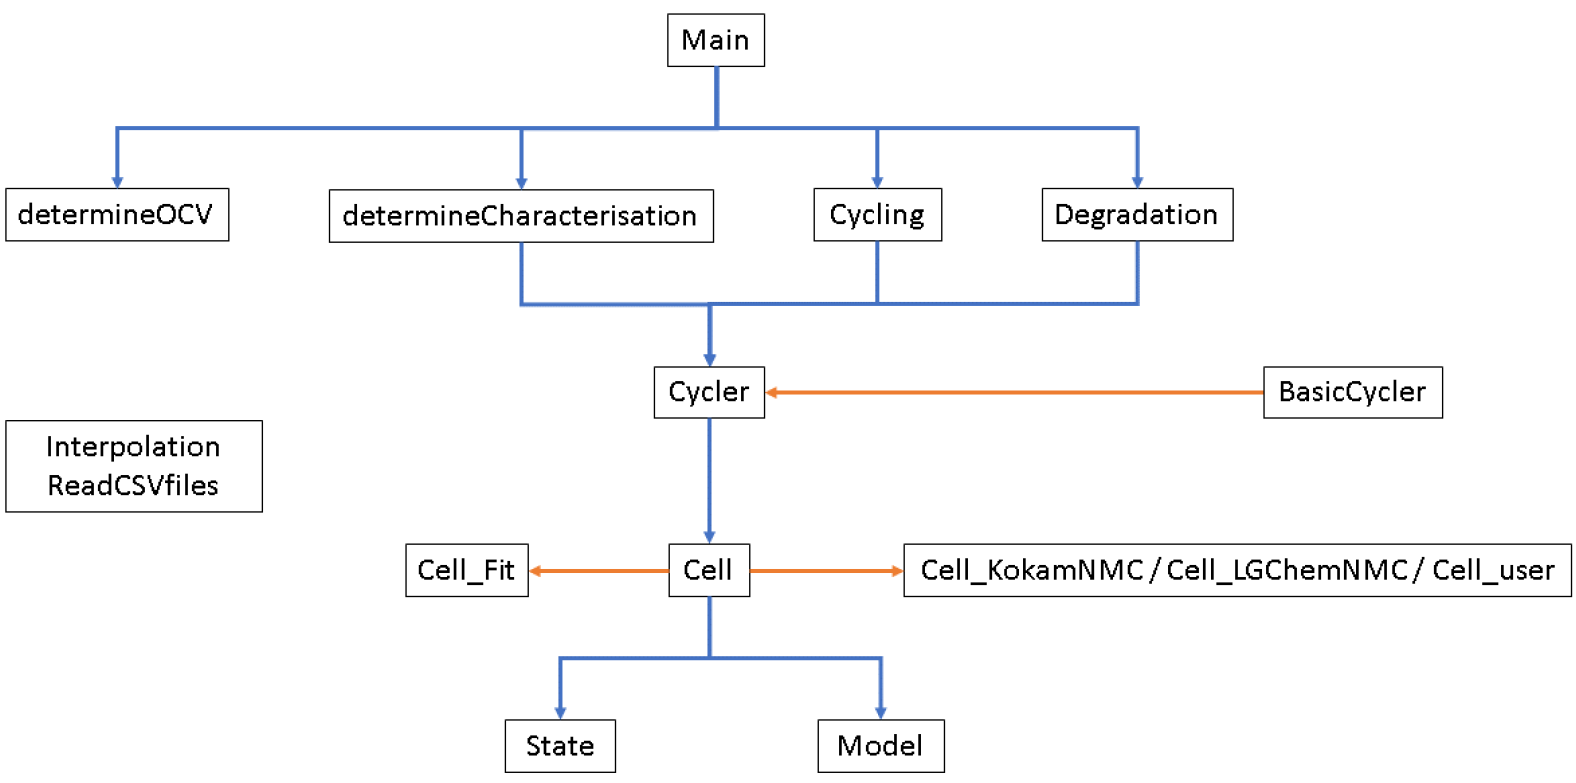 Main
determineOCV
determineCharacterisation
Cycling
Degradation
Cycler
BasicCycler
Interpolation
ReadCSVfiles
Cell_Fit
Cell
Cell_KokamNMC / Cell_LGChemNMC / Cell_user
State
Model